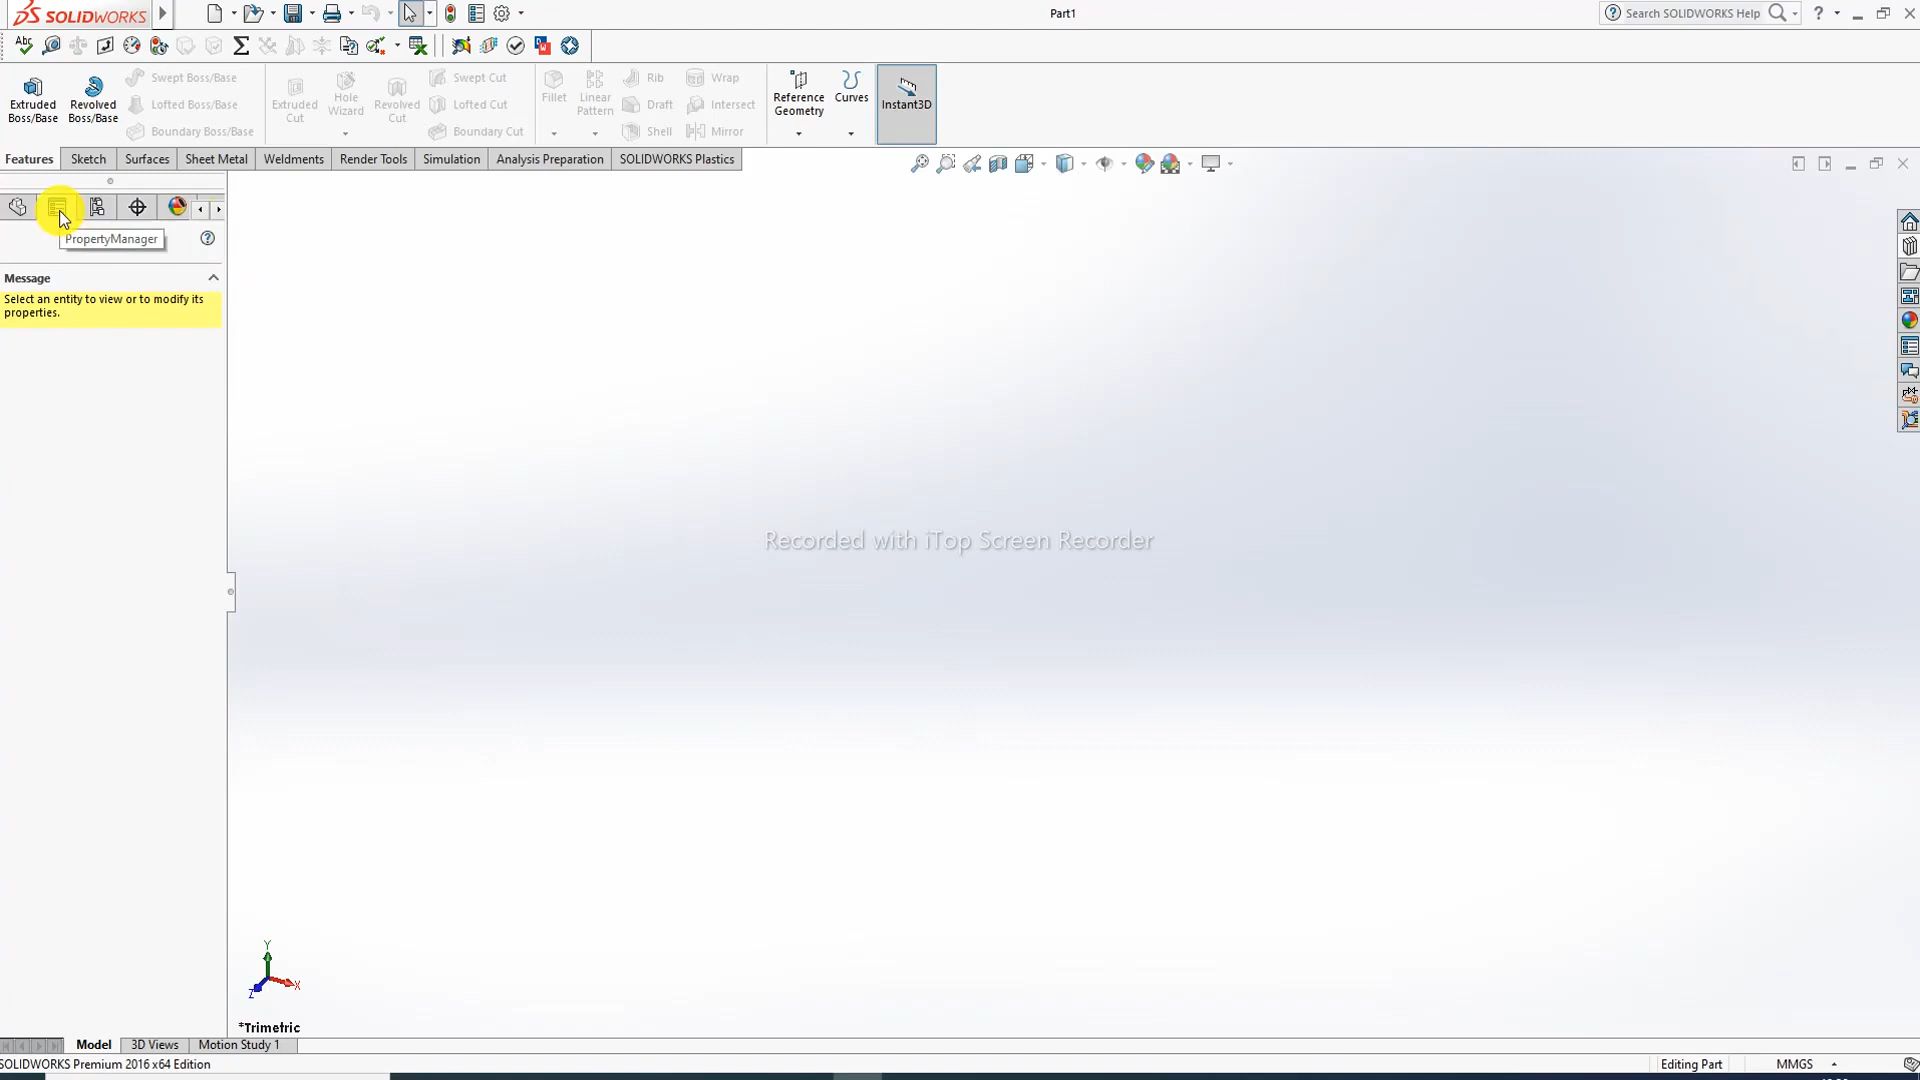 SOLIDWORKS
Part1
Search SOLIDWORKS Help
?
Abc
Extruded Boss/Base
Revolved Boss/Base
Swept Boss/Base
Lofted Boss/Base
Boundary Boss/Base
Extruded Cut
Hole Wizard
Revolved Cut
Swept Cut
Lofted Cut
Boundary Cut
Fillet
Linear Pattern
Rib
Draft
Shell
Wrap
Intersect
Mirror
Reference Geometry
Curves
Instant3D
Features
Sketch
Surfaces
Sheet Metal
Weldments
Render Tools
Simulation
Analysis Preparation
SOLIDWORKS Plastics
PropertyManager
?
Message
Select an entity to view or to modify its
properties.
Recorded with iTop Screen Recorder
Y
X
Z
*Trimetric
Model
3D Views
Motion Study 1
SOLIDWORKS Premium 2016 x64 Edition
Editing Part
MMGS